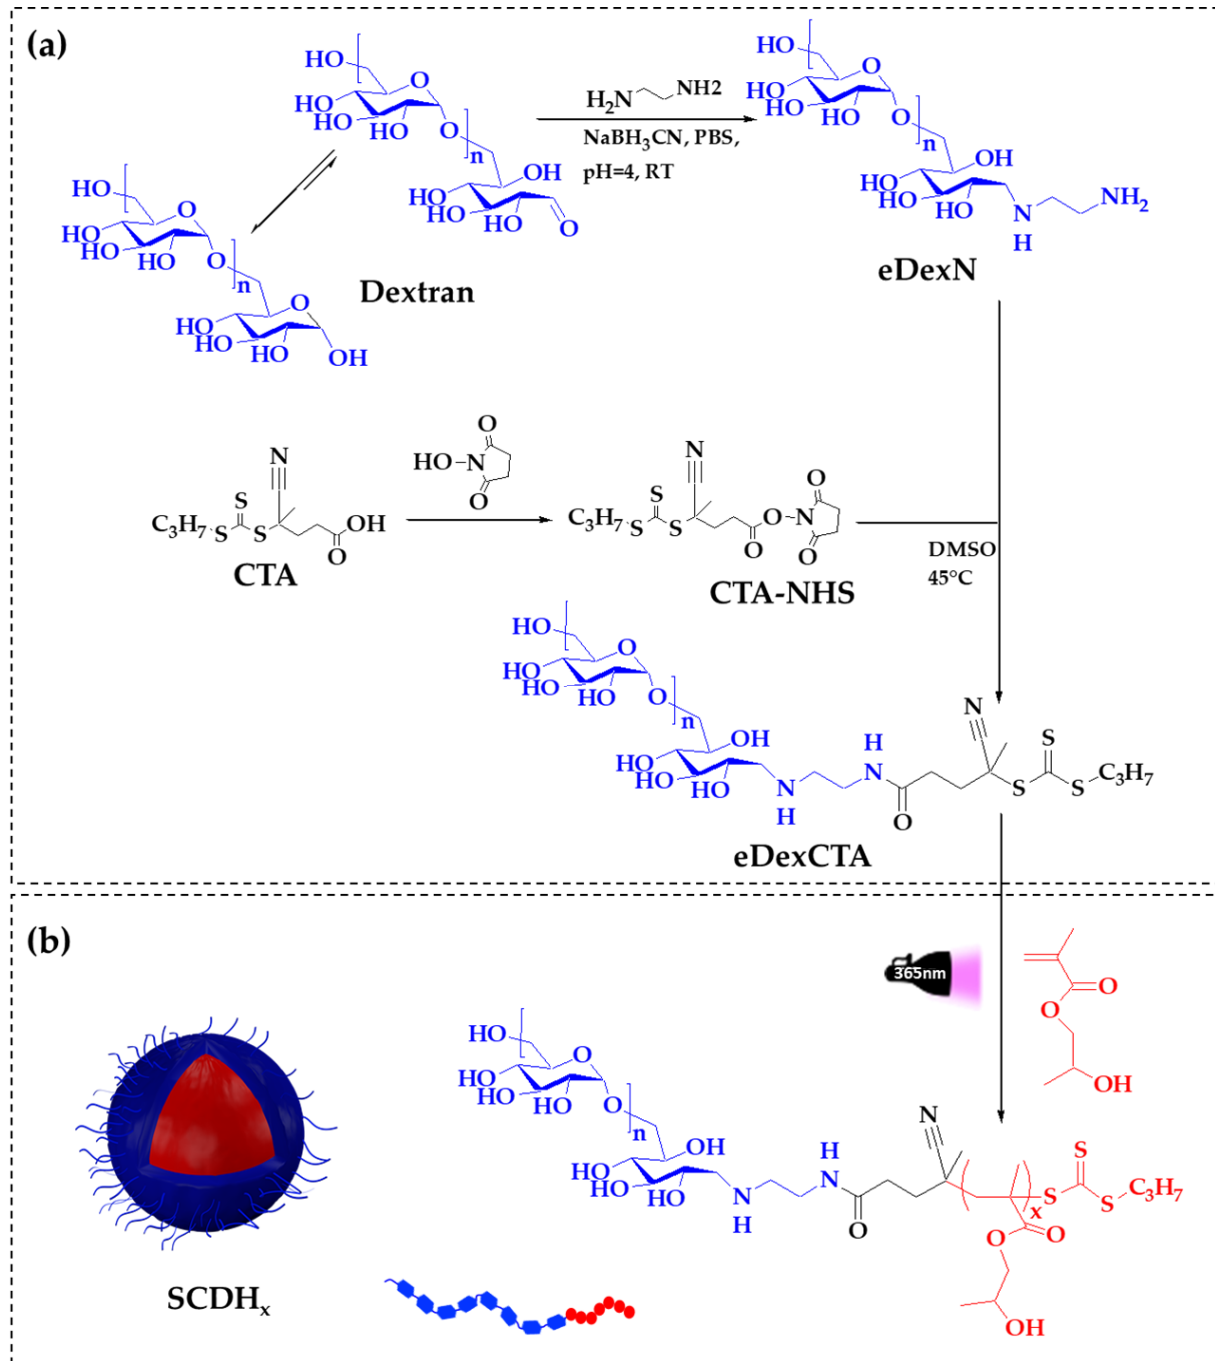 (a)
HO
O
HO
HO
HO
O
n
OH
HO
HO
HO
O
H₂N
NH2
NaBH₃CN, PBS,
pH=4, RT
HO
O
HO
HO
HO
O
n
OH
HO
HO
HO
N
H
NH₂
eDexN
HO
O
HO
HO
HO
O
n
O
HO
HO
HO
OH
Dextran
N
S
C₃H₇
S
S
OH
O
CTA
O
HO
N
O
N
S
C₃H₇
S
S
O
O
N
O
O
CTA-NHS
DMSO
45°C
HO
O
HO
HO
HO
O
n
OH
HO
HO
HO
N
H
H
N
O
N
S
S
S
C₃H₇
eDexCTA
(b)
365nm
O
O
OH
HO
O
HO
HO
HO
O
n
OH
HO
HO
HO
N
H
H
N
O
N
x
S
S
S
C₃H₇
O
O
OH
SCDHₓ